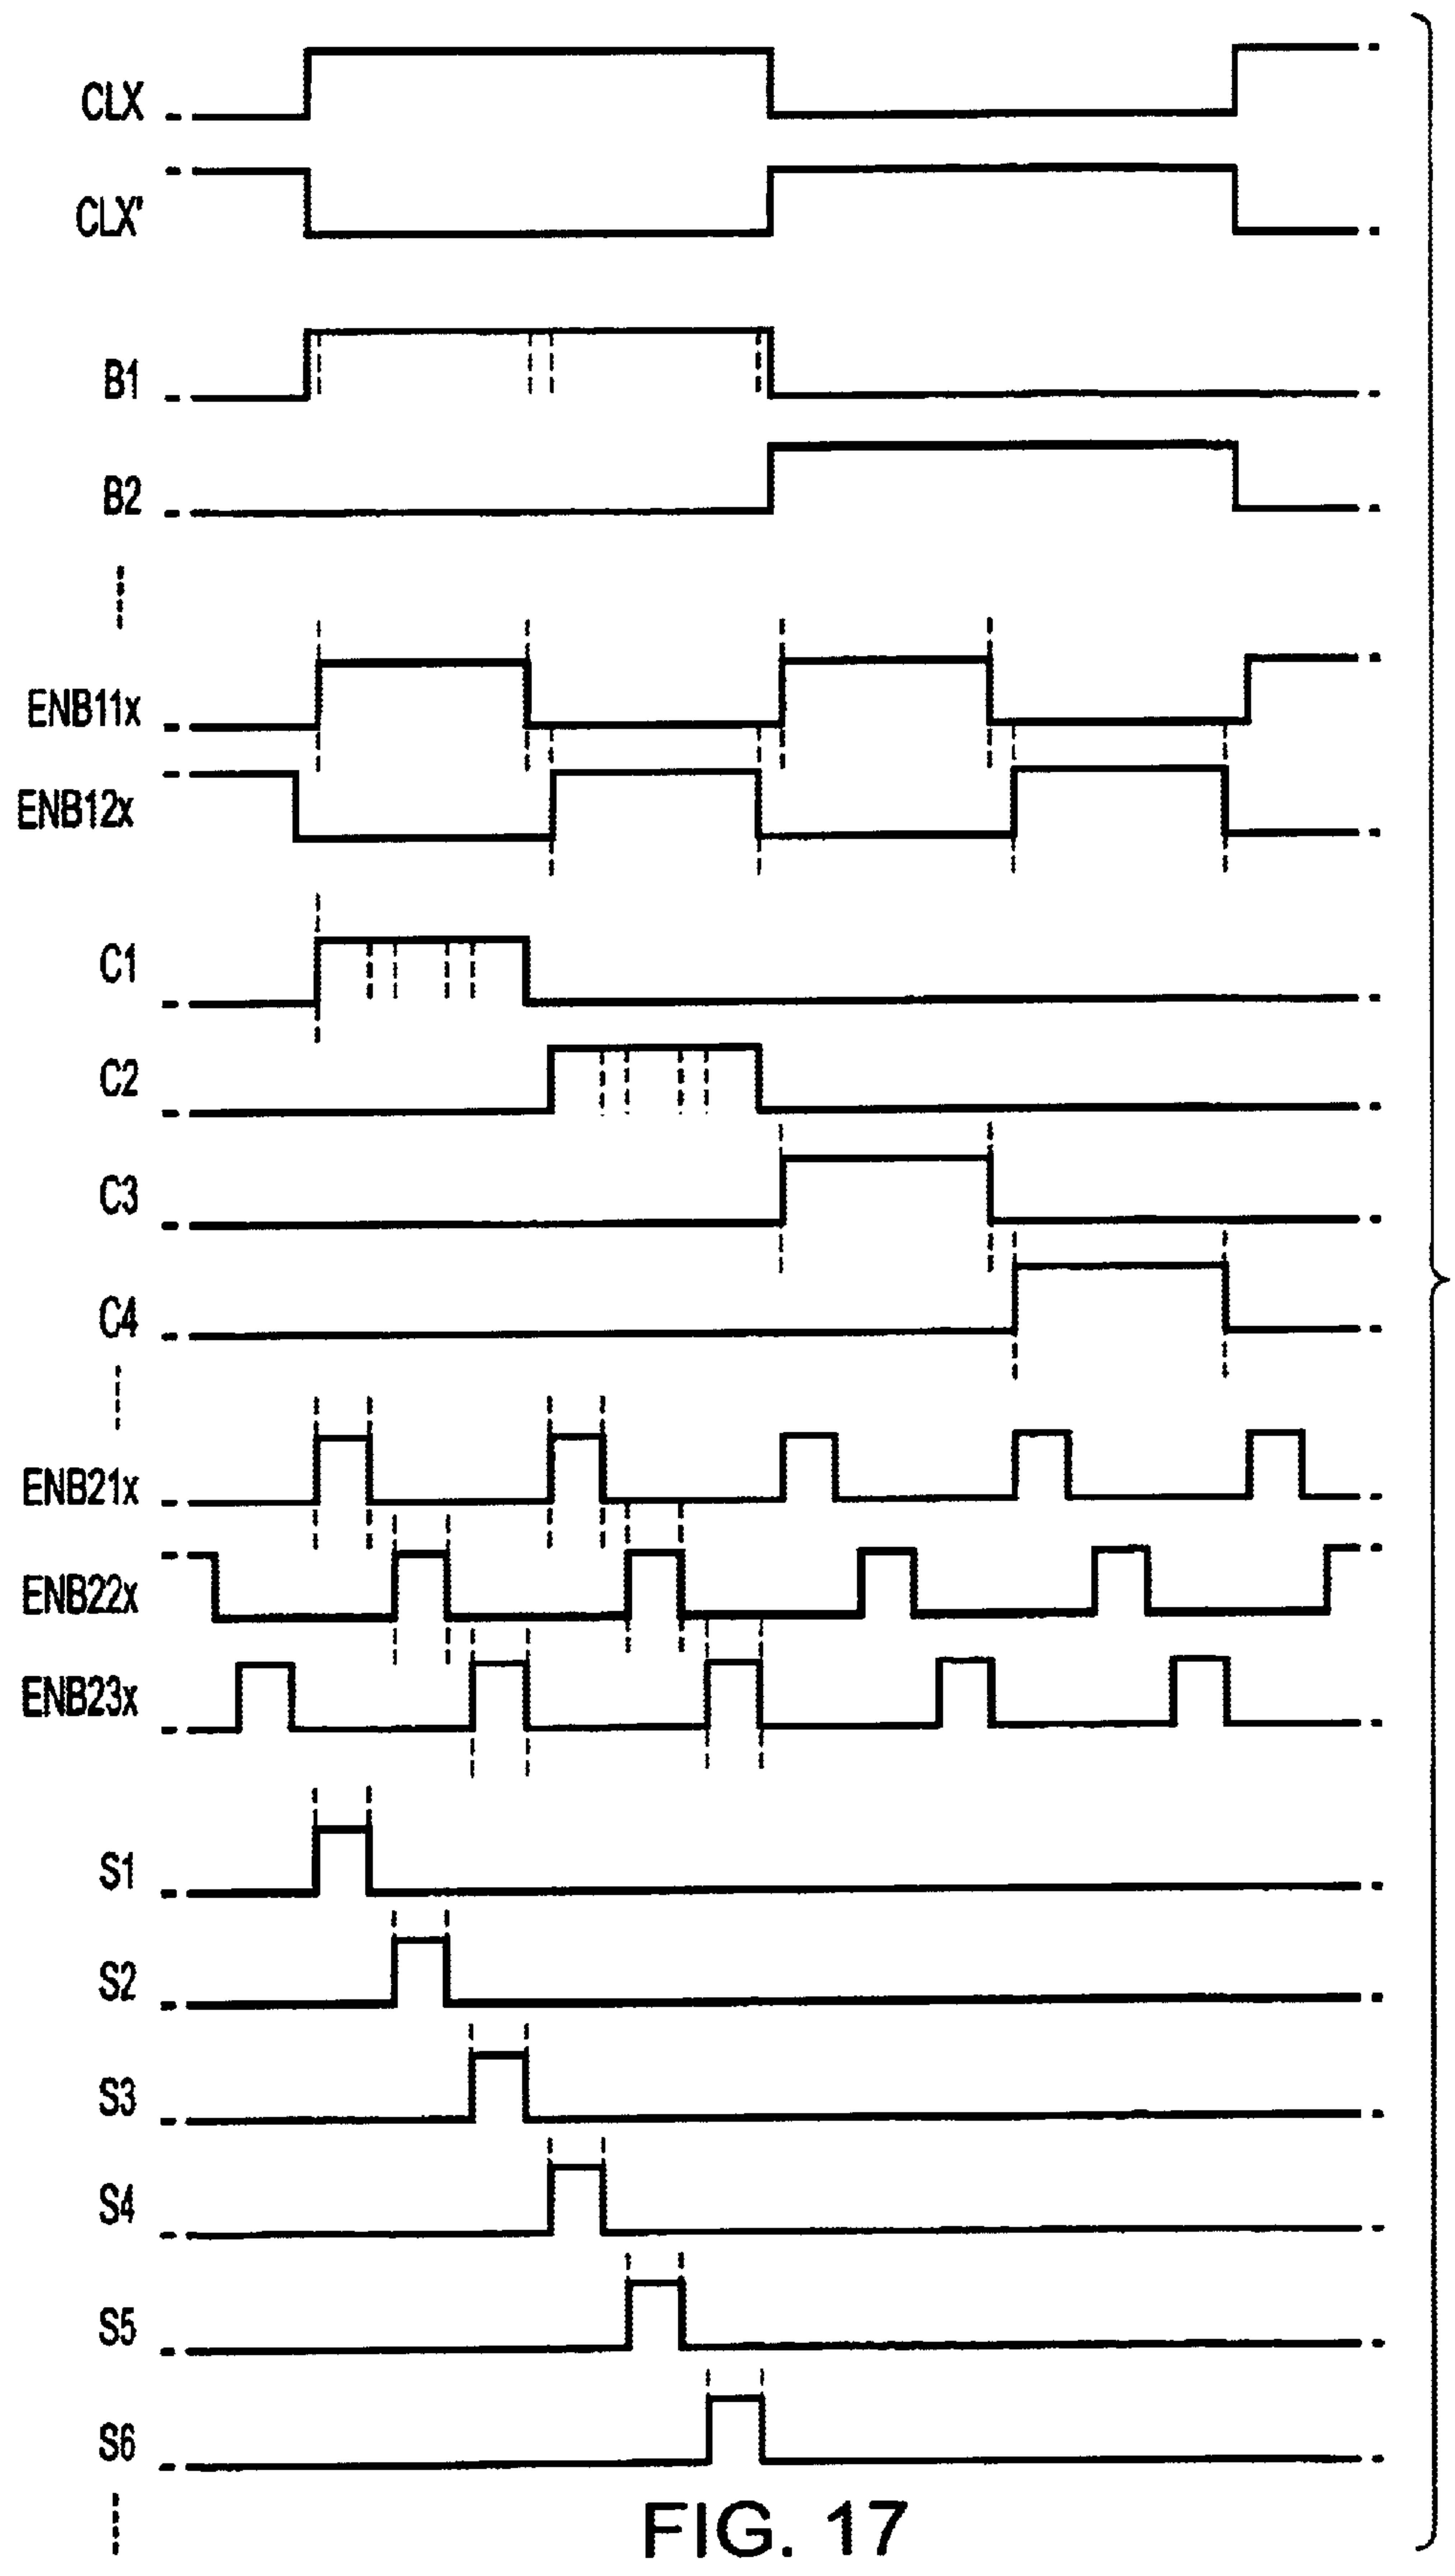 CLX
CLX'
B1
B2
ENB11x
ENB12x
C1
C2
C3
C4
ENB21x
ENB22x
ENB23x
S1
S2
S3
S4
S5
S6
FIG. 17